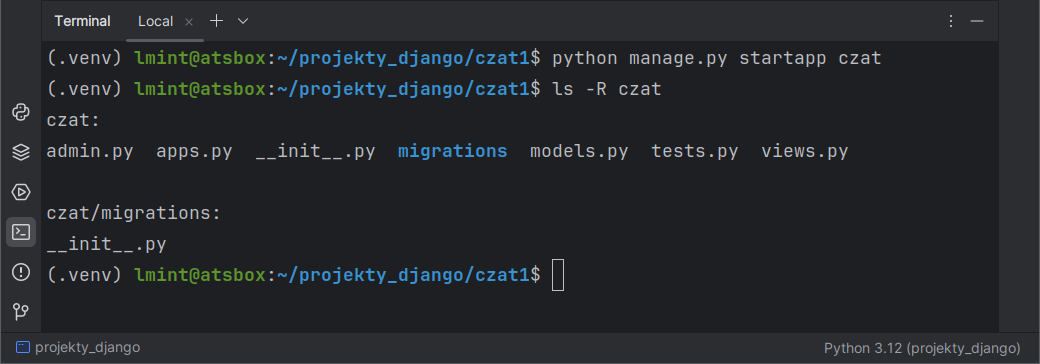 Terminal Local
(.venv) lmint@atsbox:~/projekty_django/czat1$ python manage.py startapp czat
(.venv) lmint@atsbox:~/projekty_django/czat1$ ls -R czat
czat:
admin.py apps.py __init__.py migrations models.py tests.py views.py
czat/migrations:
__init__.py
(.venv) lmint@atsbox:~/projekty_django/czat1$
projekty_django Python 3.12 (projekty_django)